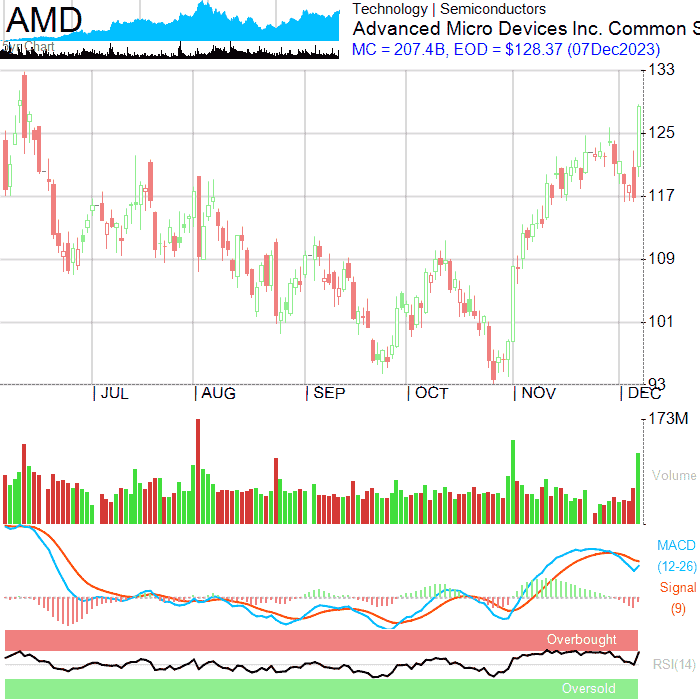 AMD
Technology | Semiconductors
Advanced Micro Devices Inc. Common S
MC = 207.4B, EOD = $128.37 (07Dec2023)
Chart
133
125
117
109
101
93
JUL AUG SEP OCT NOV DEC
173M
Volume
MACD
(12-26)
Signal
(9)
Overbought
RSI(14)
Oversold